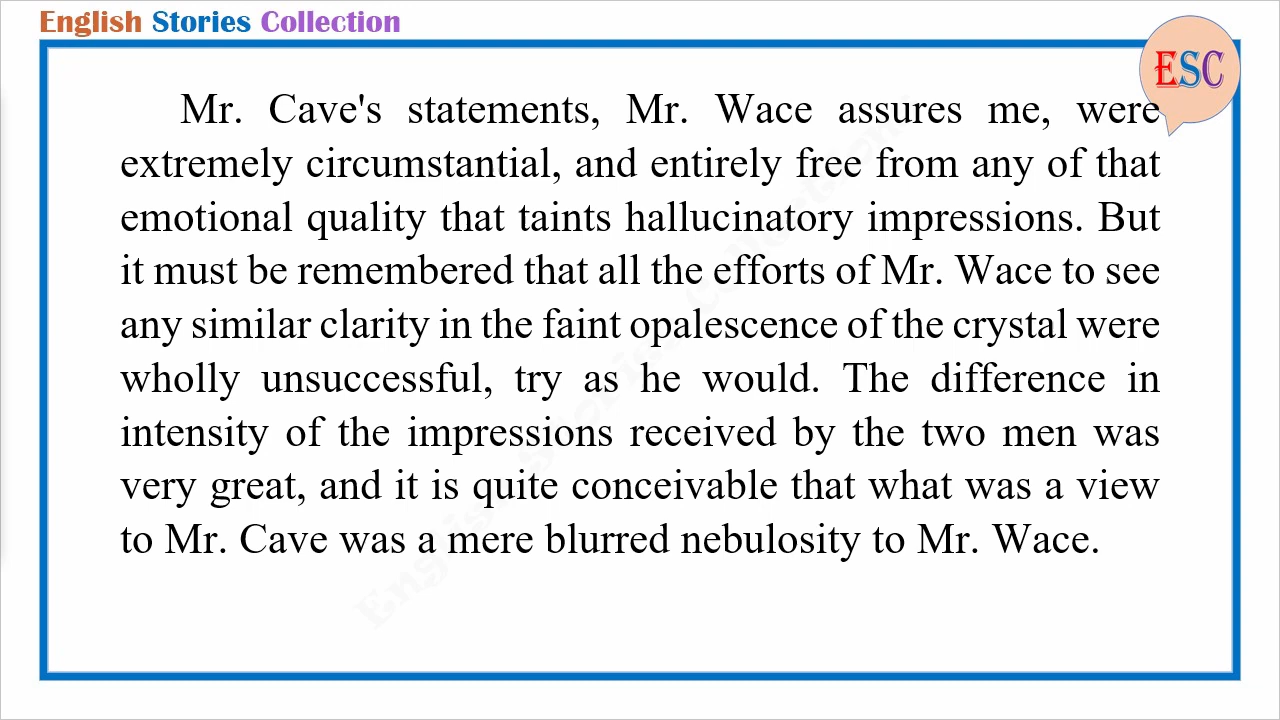 English Stories Collection
ESC
Mr. Cave's statements, Mr. Wace assures me, were
extremely circumstantial, and entirely free from any of that
emotional quality that taints hallucinatory impressions. But
it must be remembered that all the efforts of Mr. Wace to see
any similar clarity in the faint opalescence of the crystal were
wholly unsuccessful, try as he would. The difference in
intensity of the impressions received by the two men was
very great, and it is quite conceivable that what was a view
to Mr. Cave was a mere blurred nebulosity to Mr. Wace.
English Stories Collection